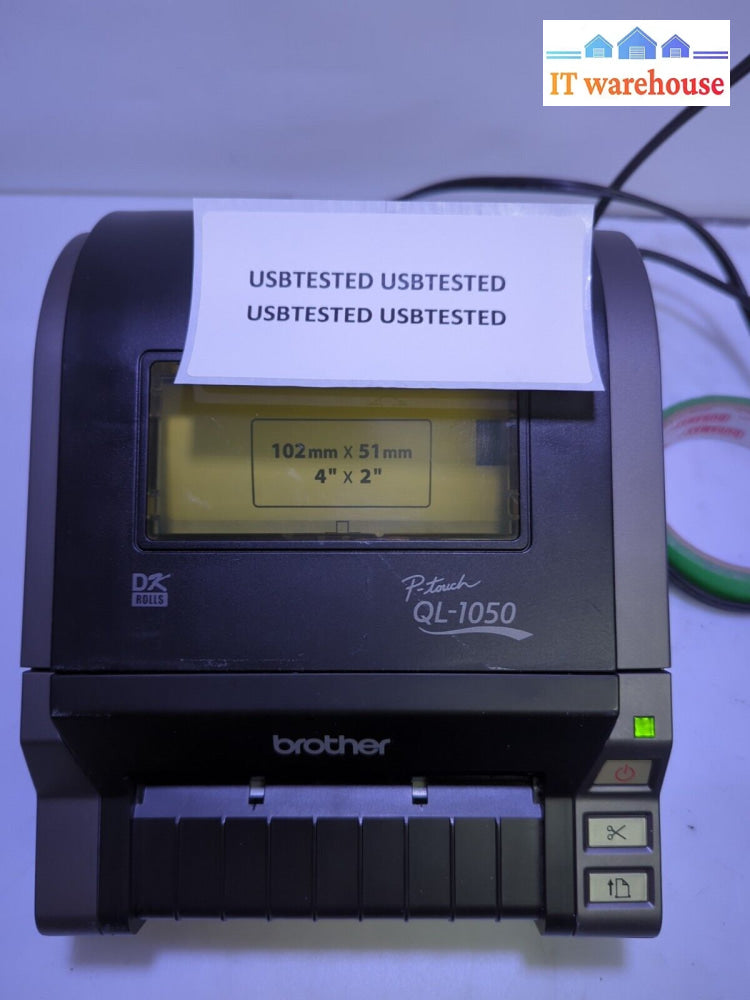 IT warehouse
USBTESTED USBTESTED
USBTESTED USBTESTED
102mm X 51mm
4" X 2"
DK
ROLLS
P-touch
QL-1050
brother